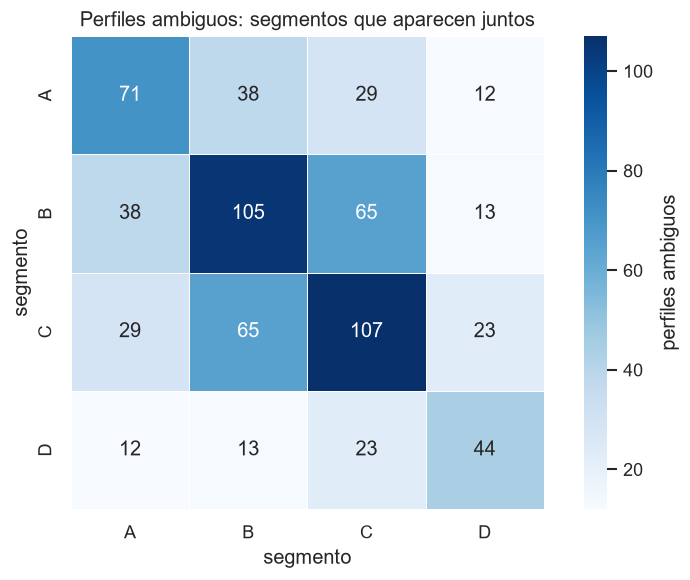 Perfiles ambiguos: segmentos que aparecen juntos
A 71 38 29 12
B 38 105 65 13
C 29 65 107 23
D 12 13 23 44
A B C D
segmento
segmento
100
80
60
40
20
perfiles ambiguos